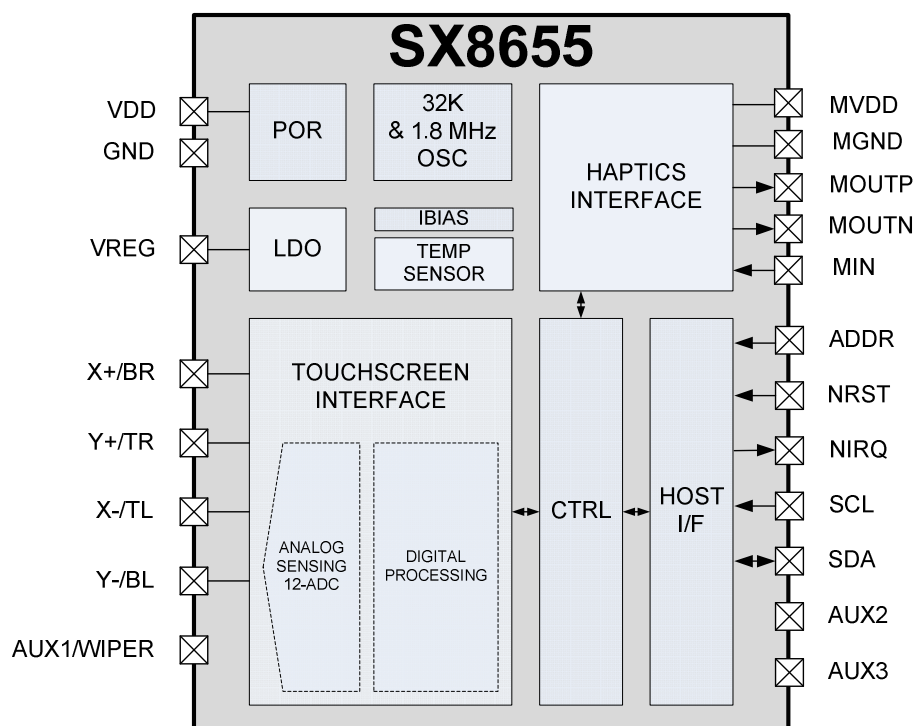 SX8655
VDD
GND
VREG
X+/BR
Y+/TR
X-/TL
Y-/BL
AUX1/WIPER
POR
32K
& 1.8 MHz
OSC
LDO
IBIAS
TEMP
SENSOR
HAPTICS
INTERFACE
TOUCHSCREEN
INTERFACE
ANALOG
SENSING
12-ADC
DIGITAL
PROCESSING
CTRL
HOST
I/F
MVDD
MGND
MOUTP
MOUTN
MIN
ADDR
NRST
NIRQ
SCL
SDA
AUX2
AUX3